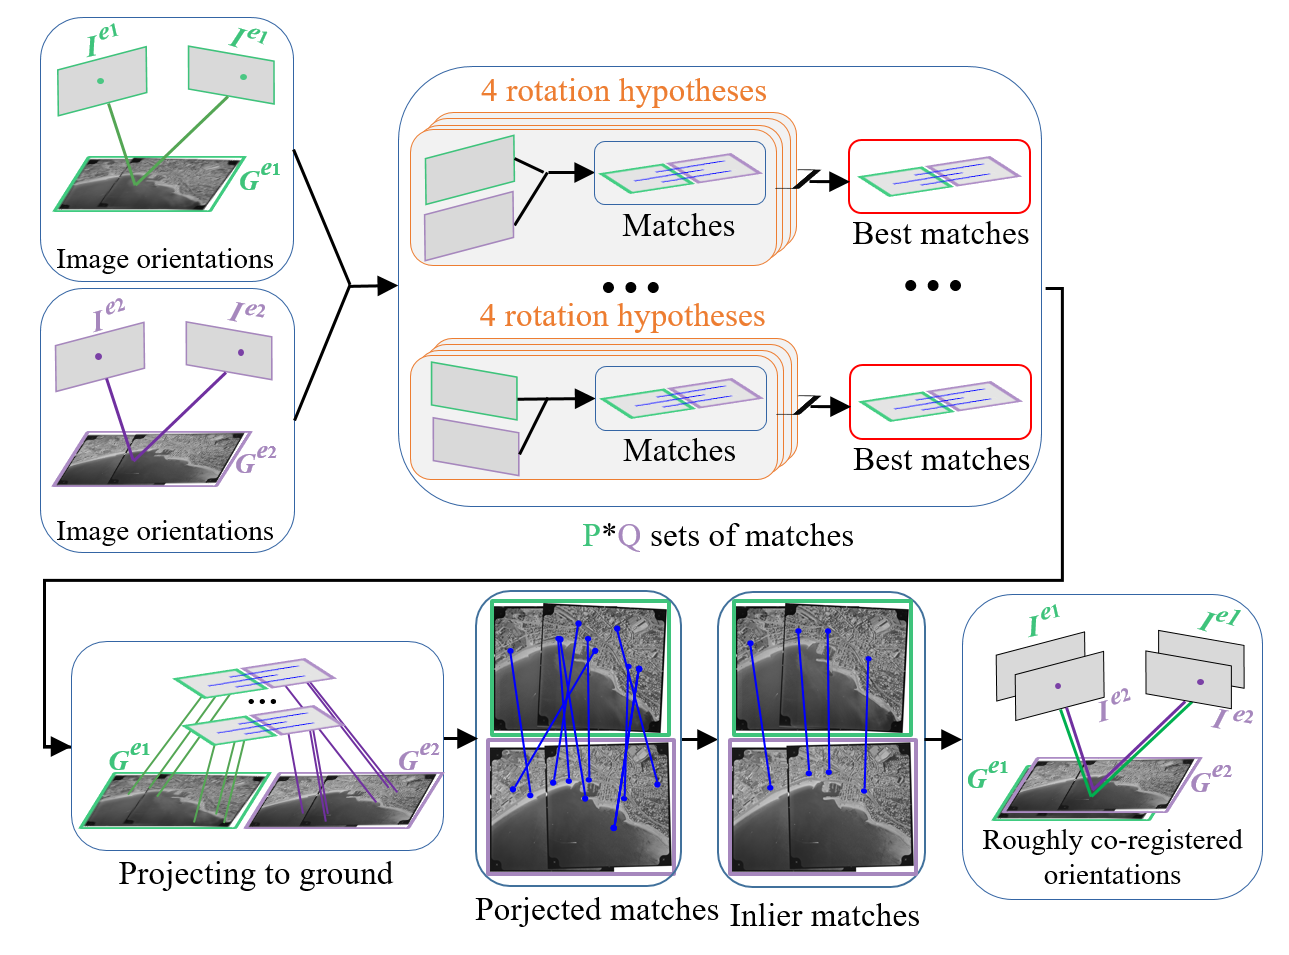 I^e1 I^e1
G^e1
Image orientations
I^e2 I^e2
G^e2
Image orientations
4 rotation hypotheses
Matches
Best matches
••• •••
4 rotation hypotheses
Matches
Best matches
P*Q sets of matches
•••
G^e1 G^e2
Projecting to ground
Porjected matches
Inlier matches
I^e1 I^e1
I^e2 I^e2
G^e1 G^e2
Roughly co-registered
orientations